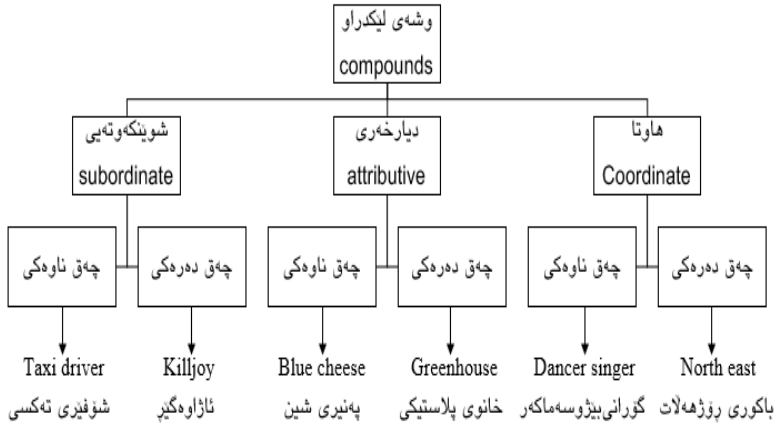 وشەی لێکدراو
compounds
شوێنکەوتەیی
subordinate
دیارخەری
attributive
هاوتا
Coordinate
چەق ناوەکی
چەق دەرەکی
چەق ناوەکی
چەق دەرەکی
چەق ناوەکی
چەق دەرەکی
Taxi driver
Killjoy
Blue cheese
Greenhouse
Dancer singer
North east
شۆفێری تەکسی
ئاژاوەگێڕ
پەنیری شین
خانوی پلاستیکی
گۆرانیبێژوسەماکەر
باکوری ڕۆژهەڵات